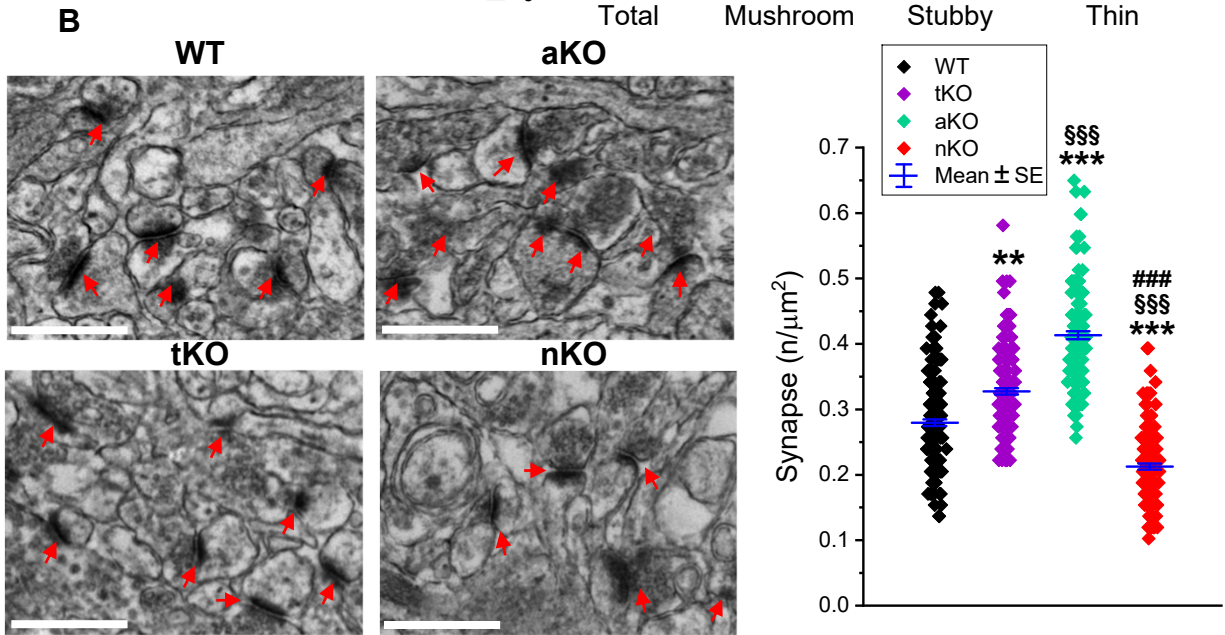 Total Mushroom Stubby Thin
B
WT aKO
tKO nKO
WT
tKO
aKO
nKO
Mean ± SE
Synapse (n/μm²)
0.7
0.6
0.5
0.4
0.3
0.2
0.1
0.0
**
§§§
***
###
§§§
***